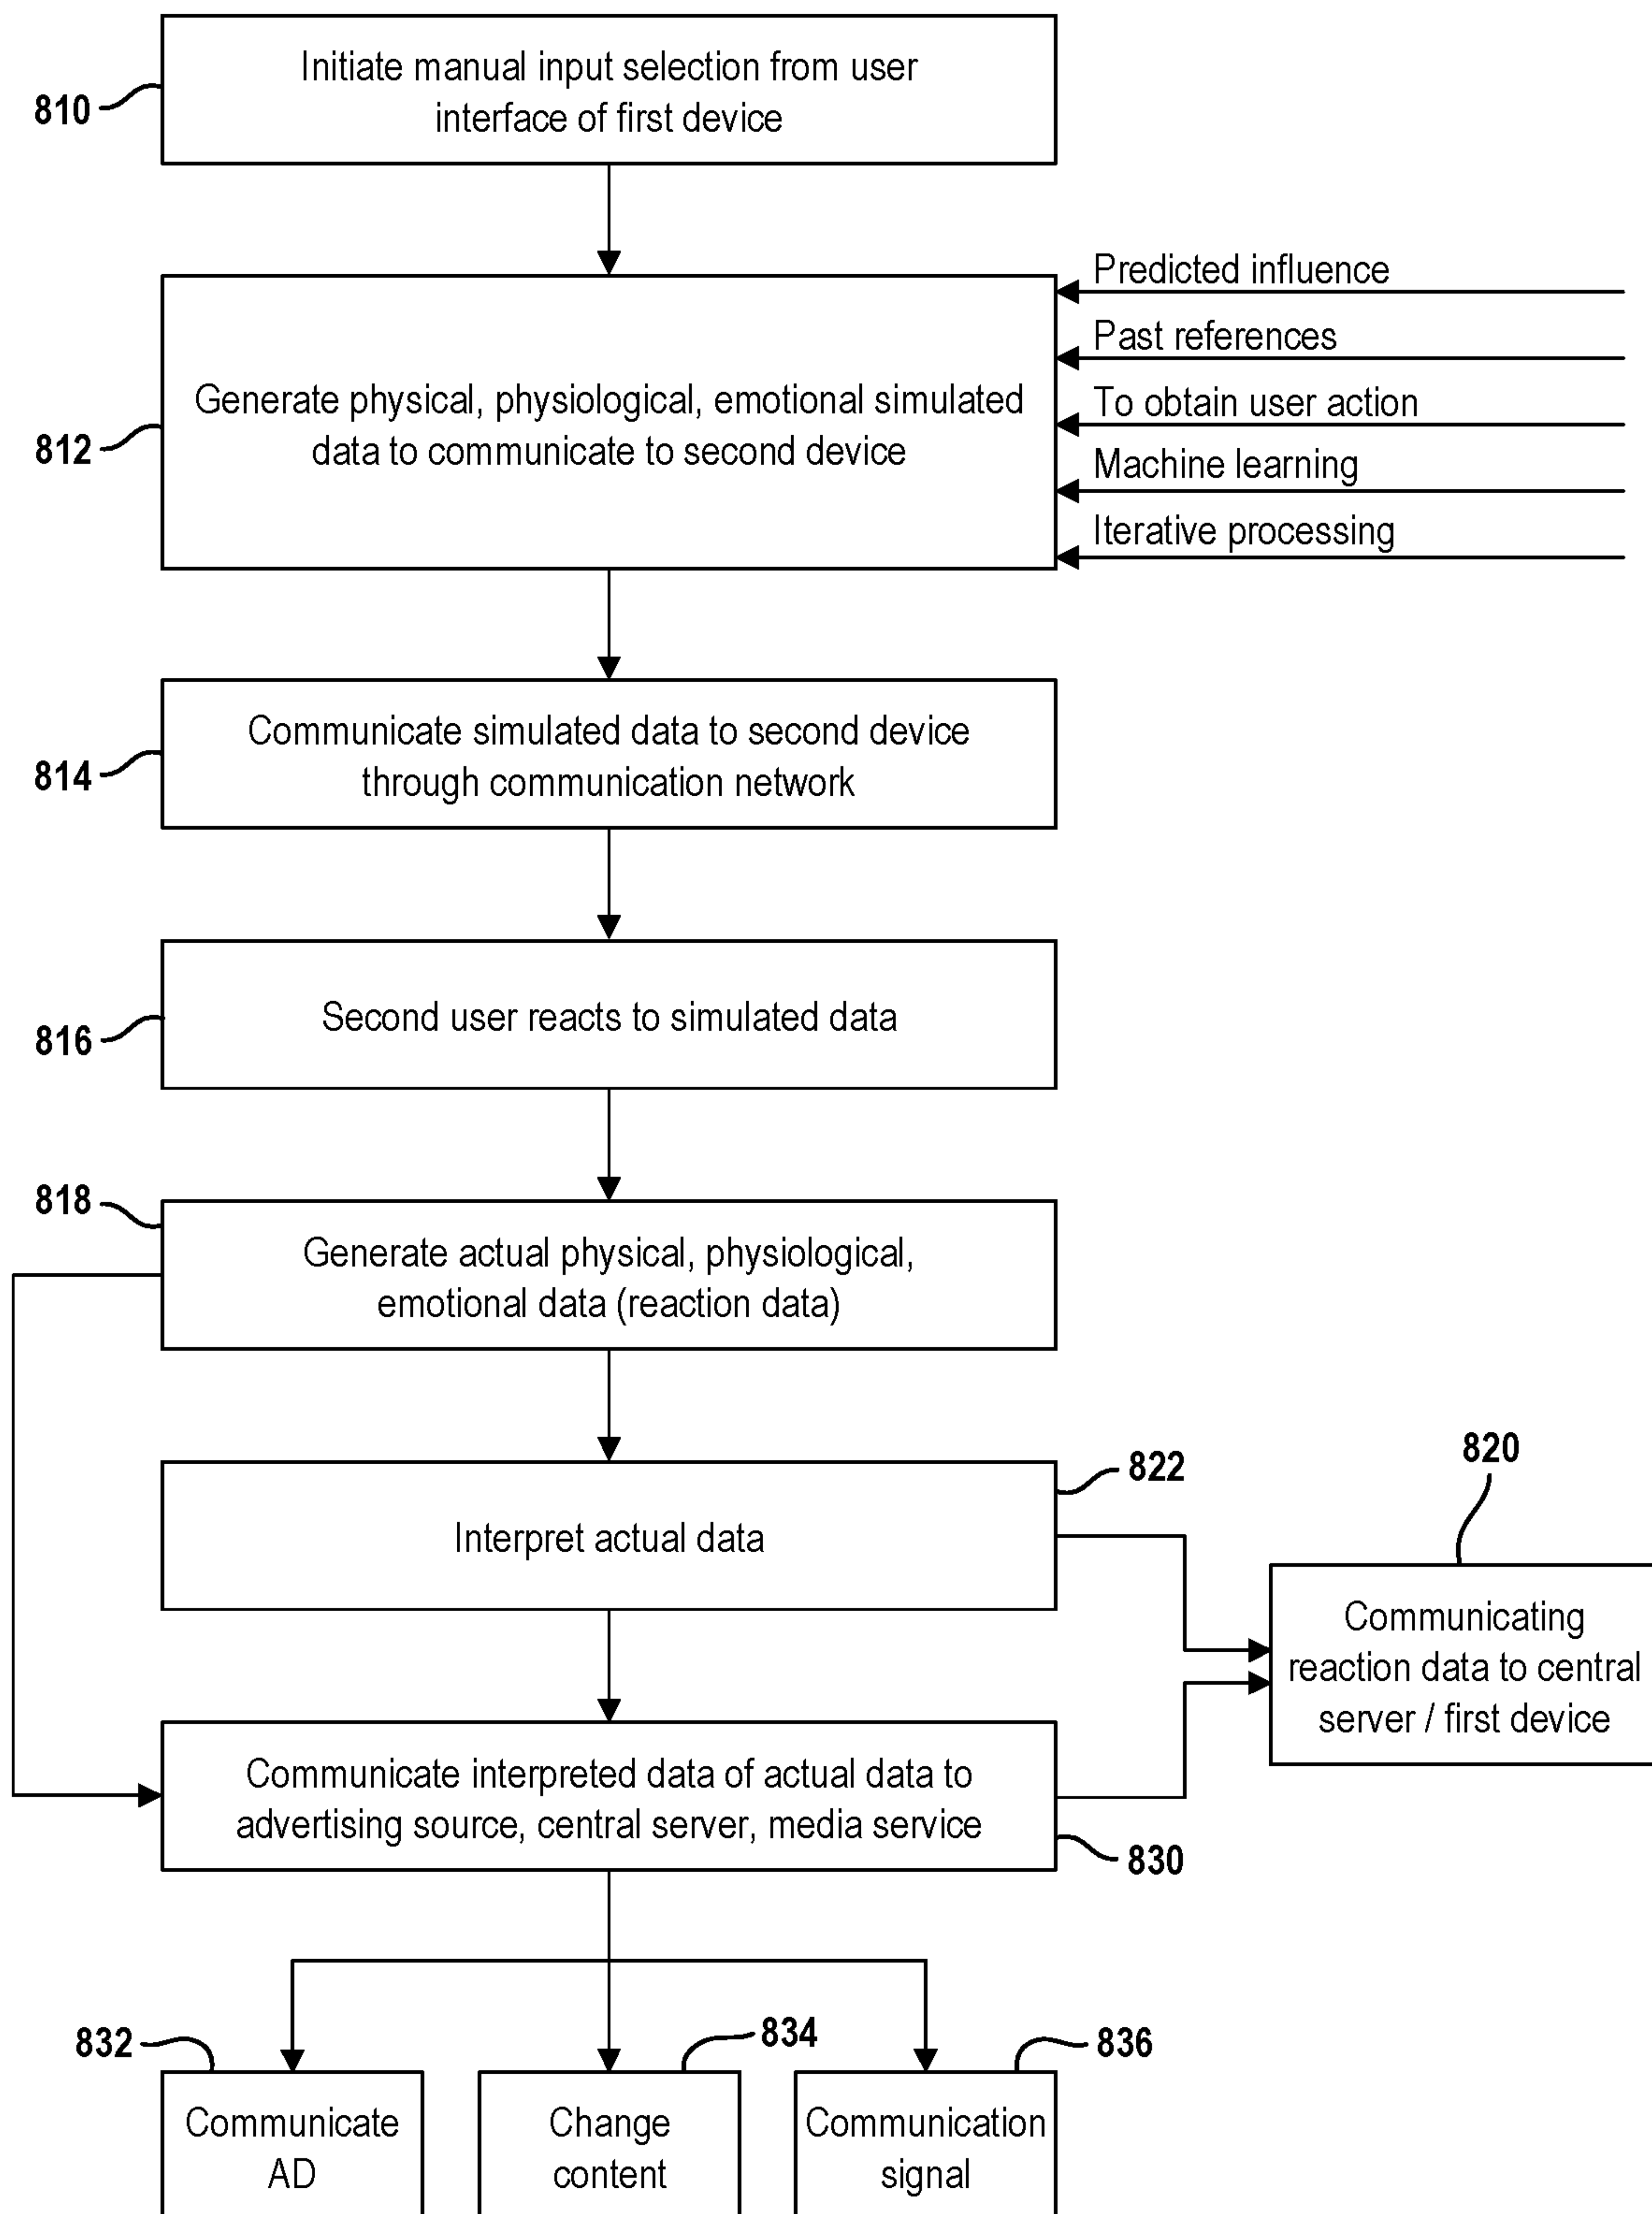 810
Initiate manual input selection from user
interface of first device
812
Generate physical, physiological, emotional simulated
data to communicate to second device
Predicted influence
Past references
To obtain user action
Machine learning
Iterative processing
814
Communicate simulated data to second device
through communication network
816
Second user reacts to simulated data
818
Generate actual physical, physiological,
emotional data (reaction data)
822
Interpret actual data
820
Communicating
reaction data to central
server / first device
Communicate interpreted data of actual data to
advertising source, central server, media service
830
832
Communicate
AD
834
Change
content
836
Communication
signal